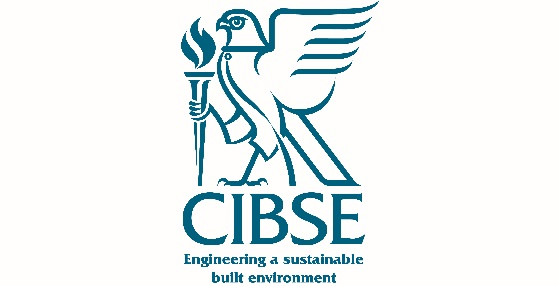 CIBSE
Engineering a sustainable
built environment